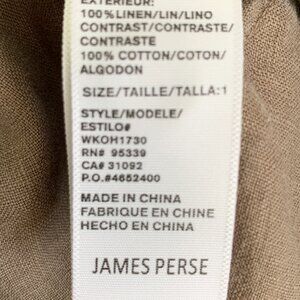 EXTERIEUR:
100%LINEN/LIN/LINO
CONTRAST/CONTRASTE/
CONTRASTE
100% COTTON/COTON/
ALGODON
SIZE/TAILLE/TALLA:1
STYLE/MODELE/
ESTILO#
WKOH1730
RN# 95339
CA# 31092
P.O.#4652400
MADE IN CHINA
FABRIQUE EN CHINE
HECHO EN CHINA
JAMES PERSE